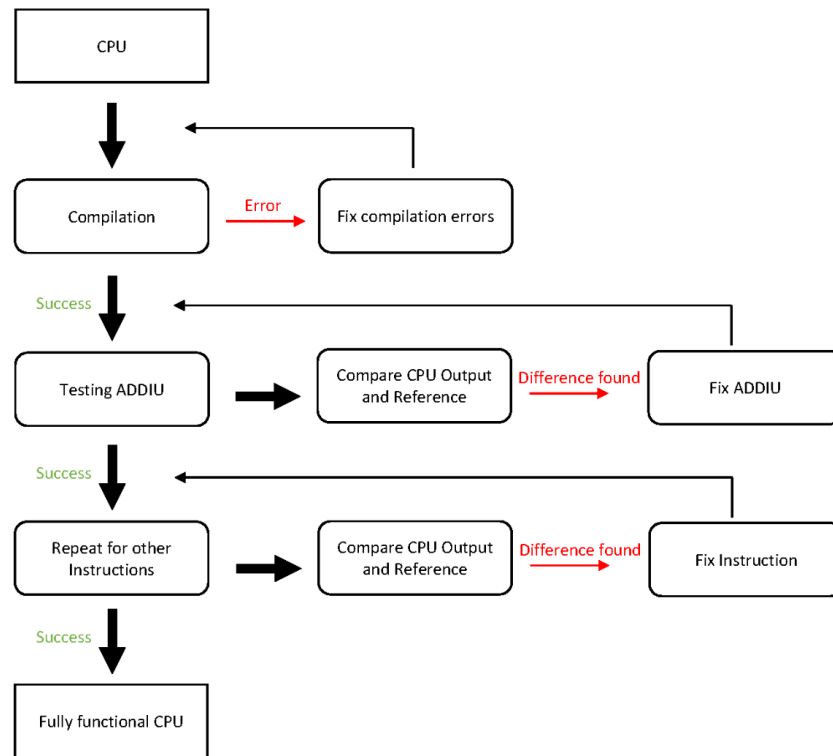 CPU
Compilation
Error
Fix compilation errors
Success
Testing ADDIU
Compare CPU Output
and Reference
Difference found
Fix ADDIU
Success
Repeat for other
Instructions
Compare CPU Output
and Reference
Difference found
Fix Instruction
Success
Fully functional CPU